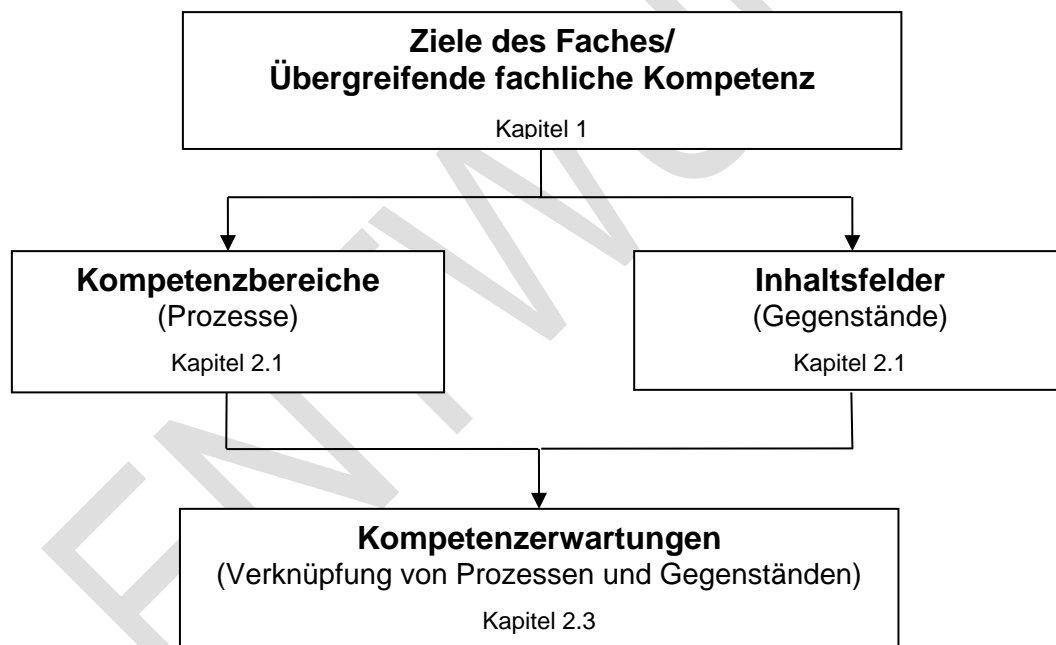 Ziele des Faches/
Übergreifende fachliche Kompetenz
Kapitel 1
Kompetenzbereiche
(Prozesse)
Kapitel 2.1
Inhaltsfelder
(Gegenstände)
Kapitel 2.1
Kompetenzerwartungen
(Verknüpfung von Prozessen und Gegenständen)
Kapitel 2.3